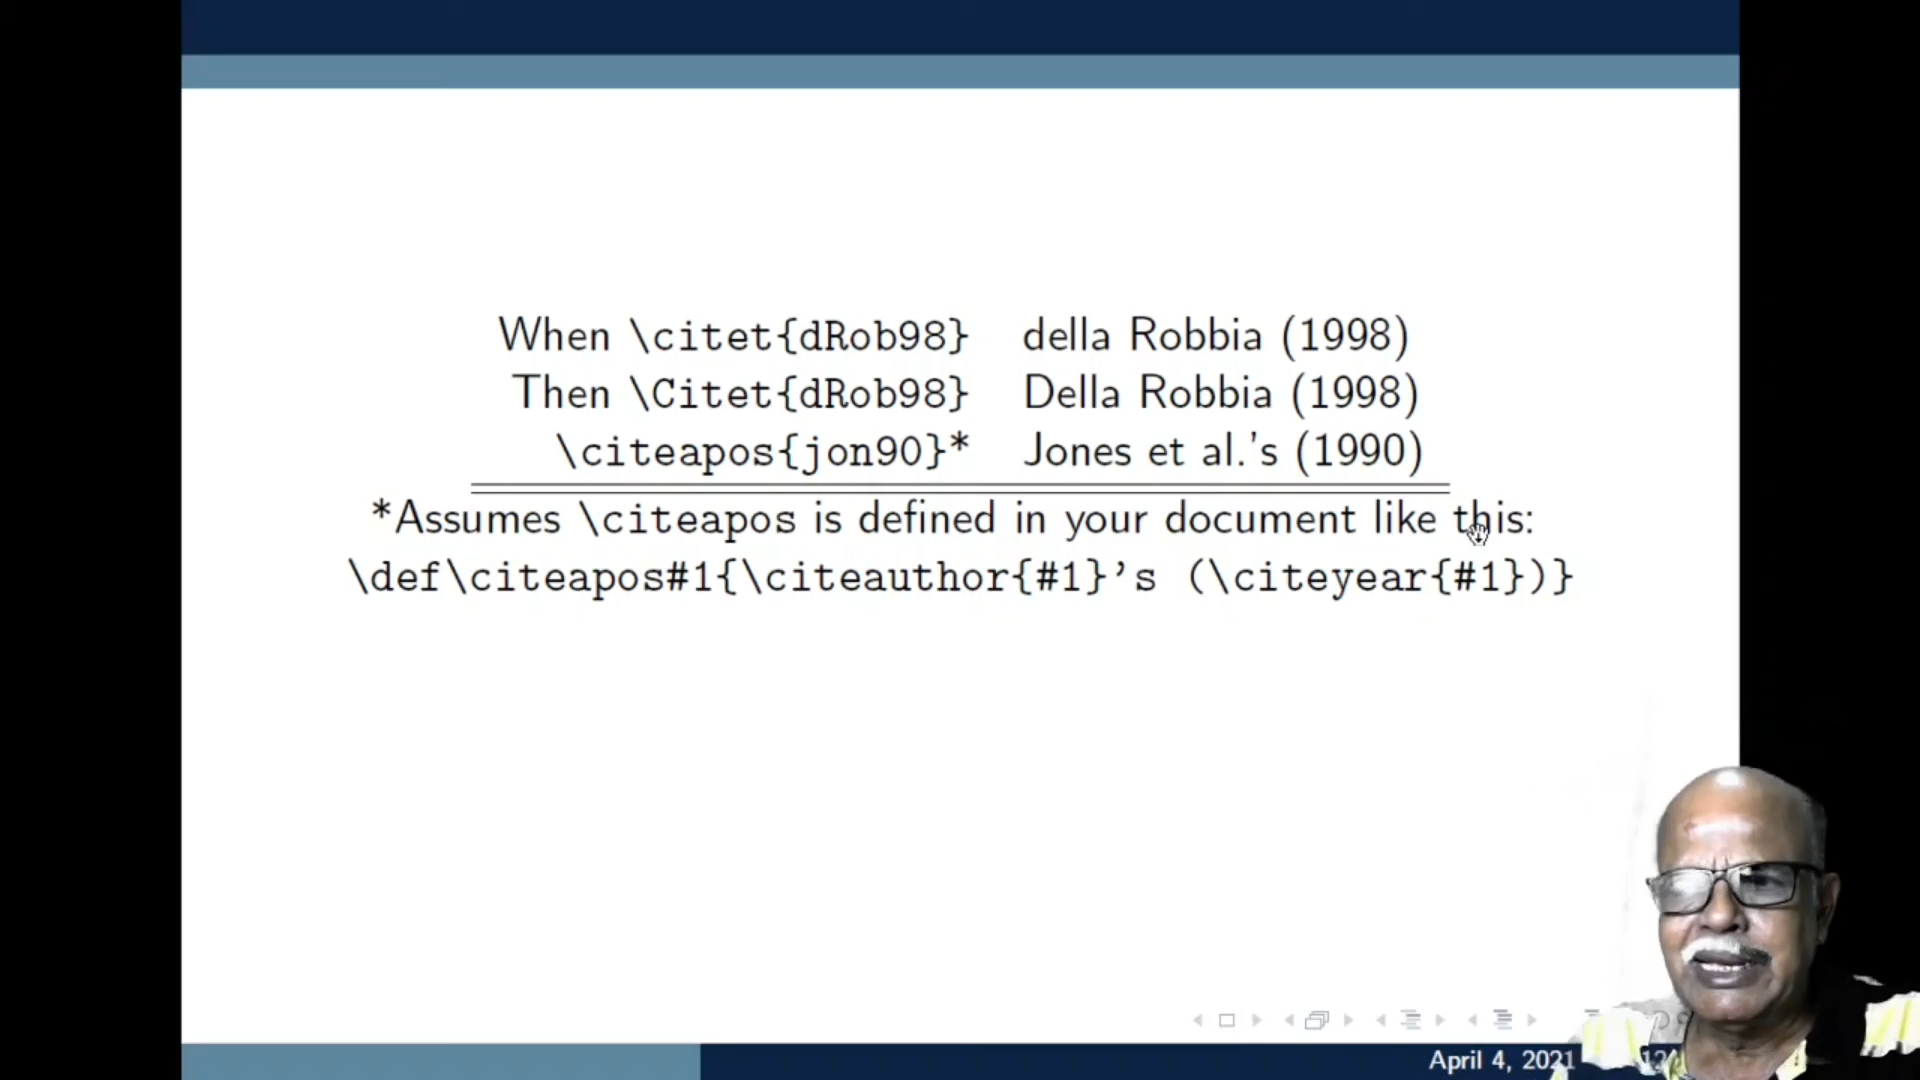 When \citet{dRob98} della Robbia (1998)
Then \Citet{dRob98} Della Robbia (1998)
\citeapos{jon90}* Jones et al.'s (1990)
*Assumes \citeapos is defined in your document like this:
\def\citeapos#1{\citeauthor{#1}’s (\citeyear{#1})}
April 4, 2021